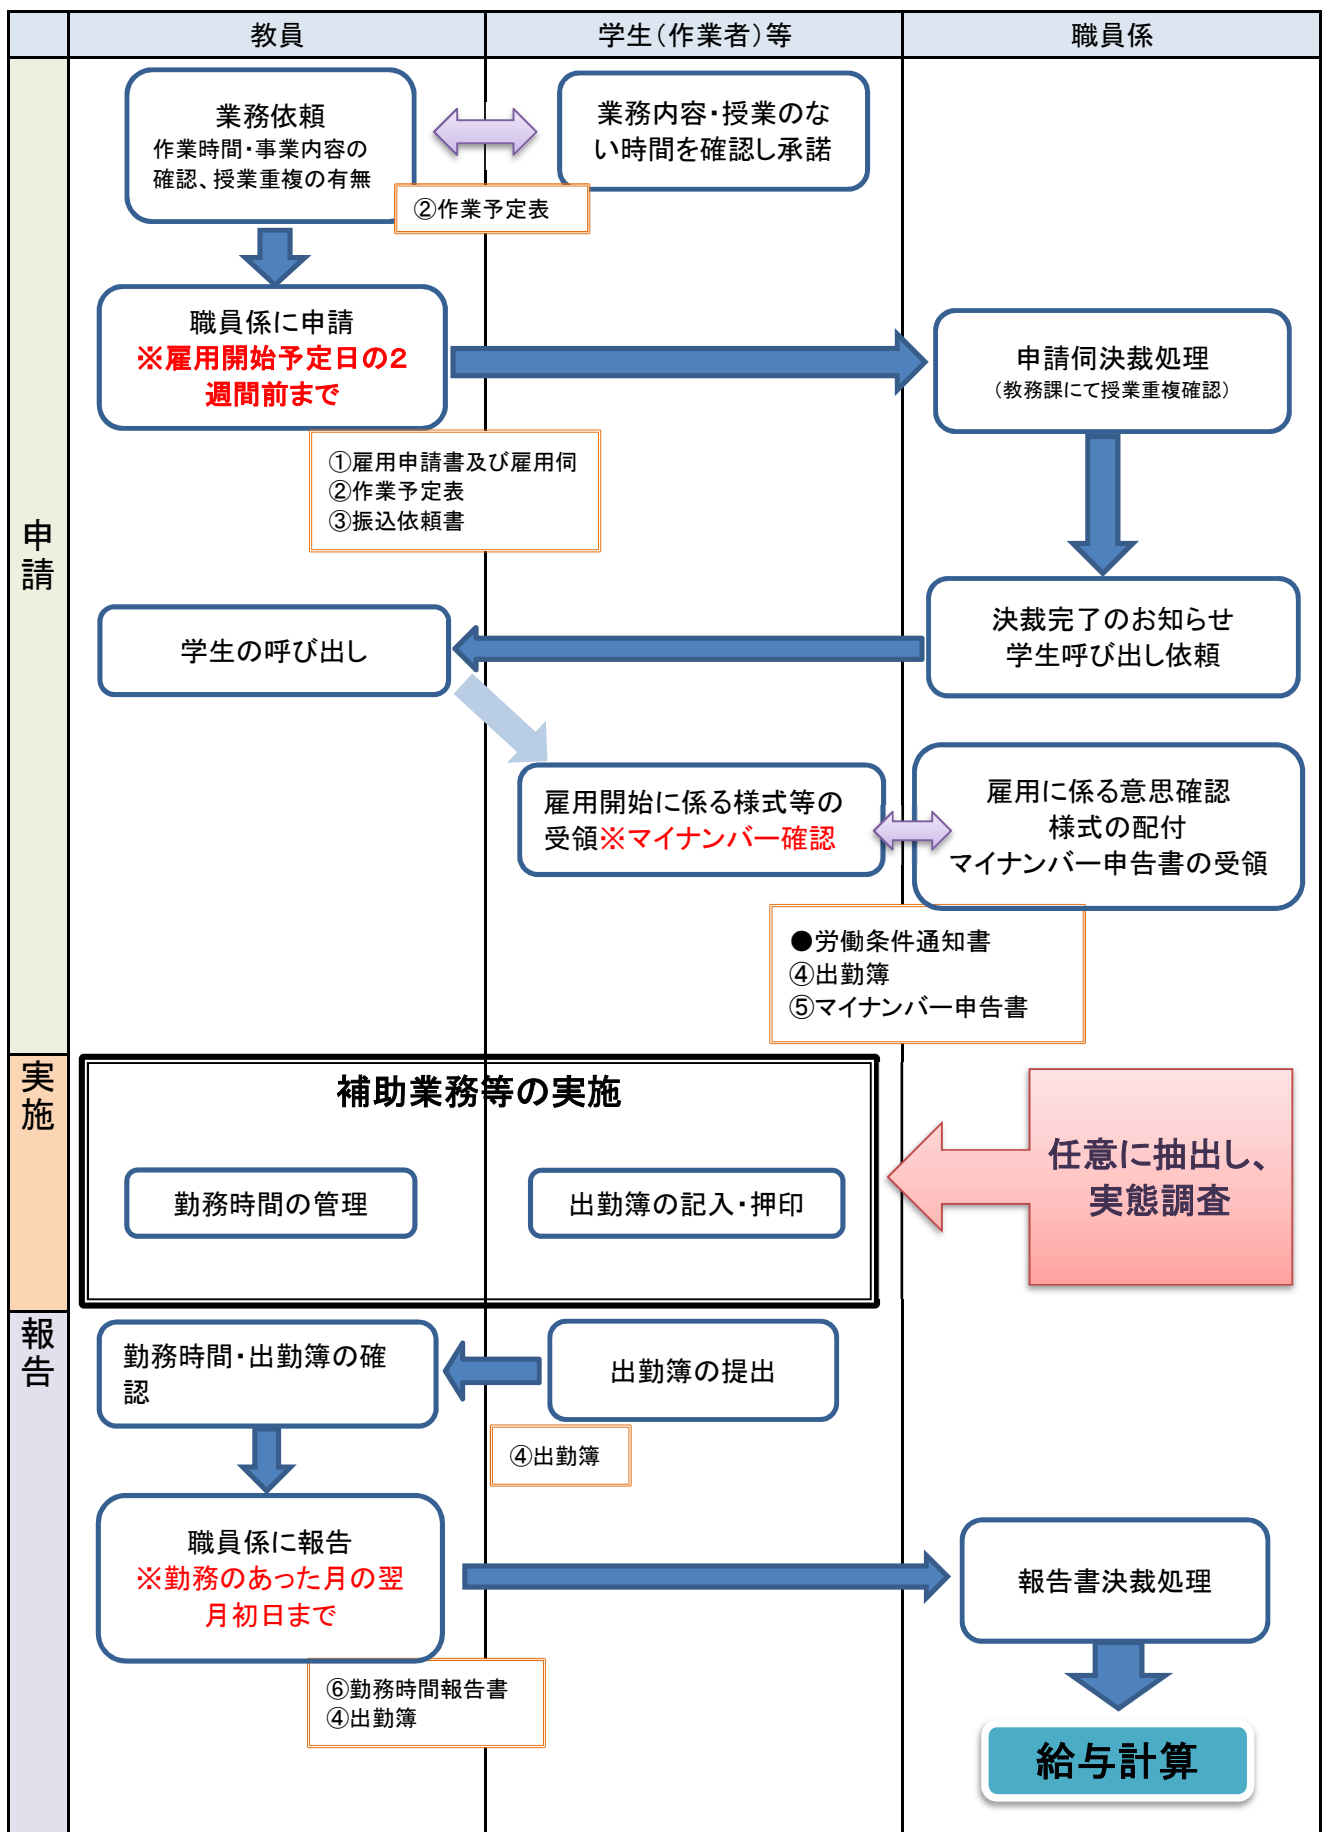 教員
学生(作業者)等
職員係
申
請
業務依頼
作業時間・事業内容の
確認、授業重複の有無
業務内容・授業のな
い時間を確認し承諾
②作業予定表
職員係に申請
※雇用開始予定日の2
週間前まで
申請伺決裁処理
(教務課にて授業重複確認)
①雇用申請書及び雇用伺
②作業予定表
③振込依頼書
学生の呼び出し
決裁完了のお知らせ
学生呼び出し依頼
雇用開始に係る様式等の
受領※マイナンバー確認
雇用に係る意思確認
様式の配付
マイナンバー申告書の受領
●労働条件通知書
④出勤簿
⑤マイナンバー申告書
実
施
補助業務等の実施
勤務時間の管理
出勤簿の記入・押印
任意に抽出し、
実態調査
報
告
勤務時間・出勤簿の確
認
出勤簿の提出
④出勤簿
職員係に報告
※勤務のあった月の翌
月初日まで
報告書決裁処理
⑥勤務時間報告書
④出勤簿
給与計算